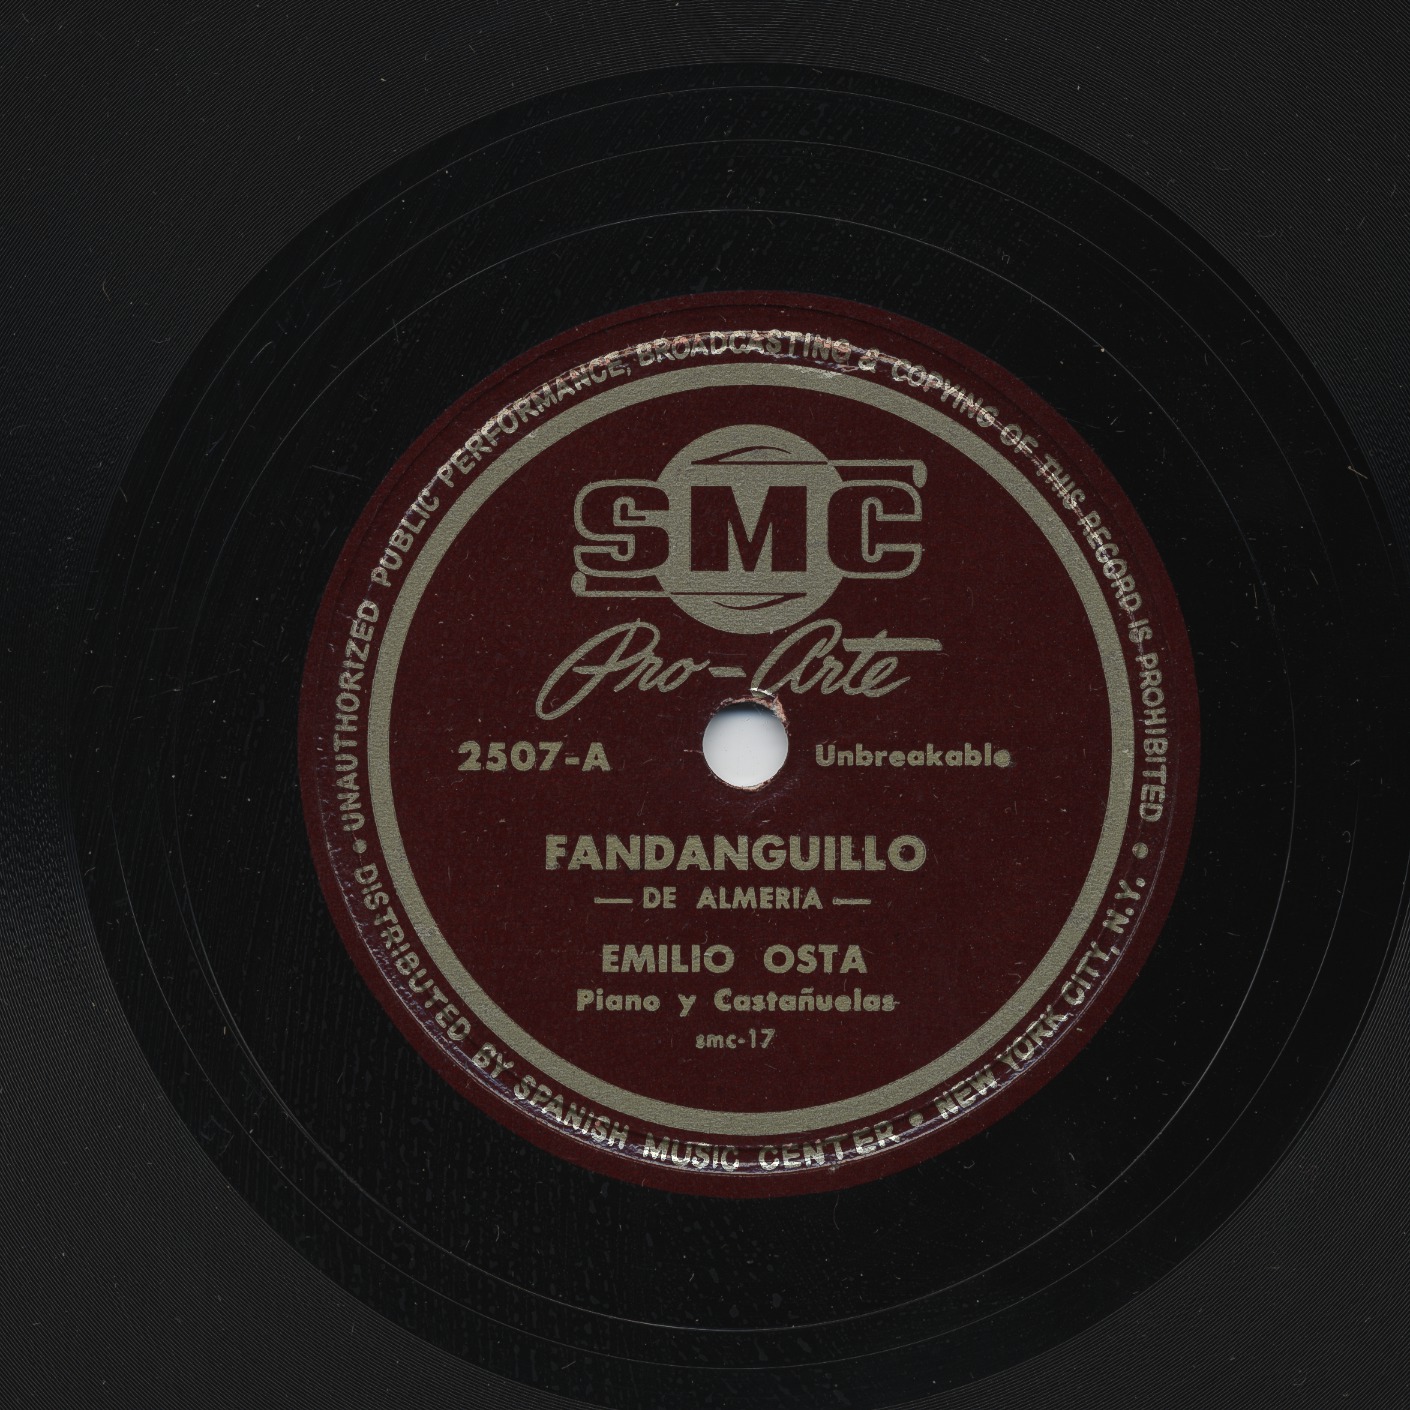 UNAUTHORIZED PUBLIC PERFORMANCE, BROADCASTING & COPYING OF THIS RECORD IS PROHIBITED
SMC
Pro-Arte
2507-A
Unbreakable
FANDANGUILLO
— DE ALMERIA —
EMILIO OSTA
Piano y Castañuelas
smc-17
• DISTRIBUTED BY SPANISH MUSIC CENTER • NEW YORK CITY, N.Y. •